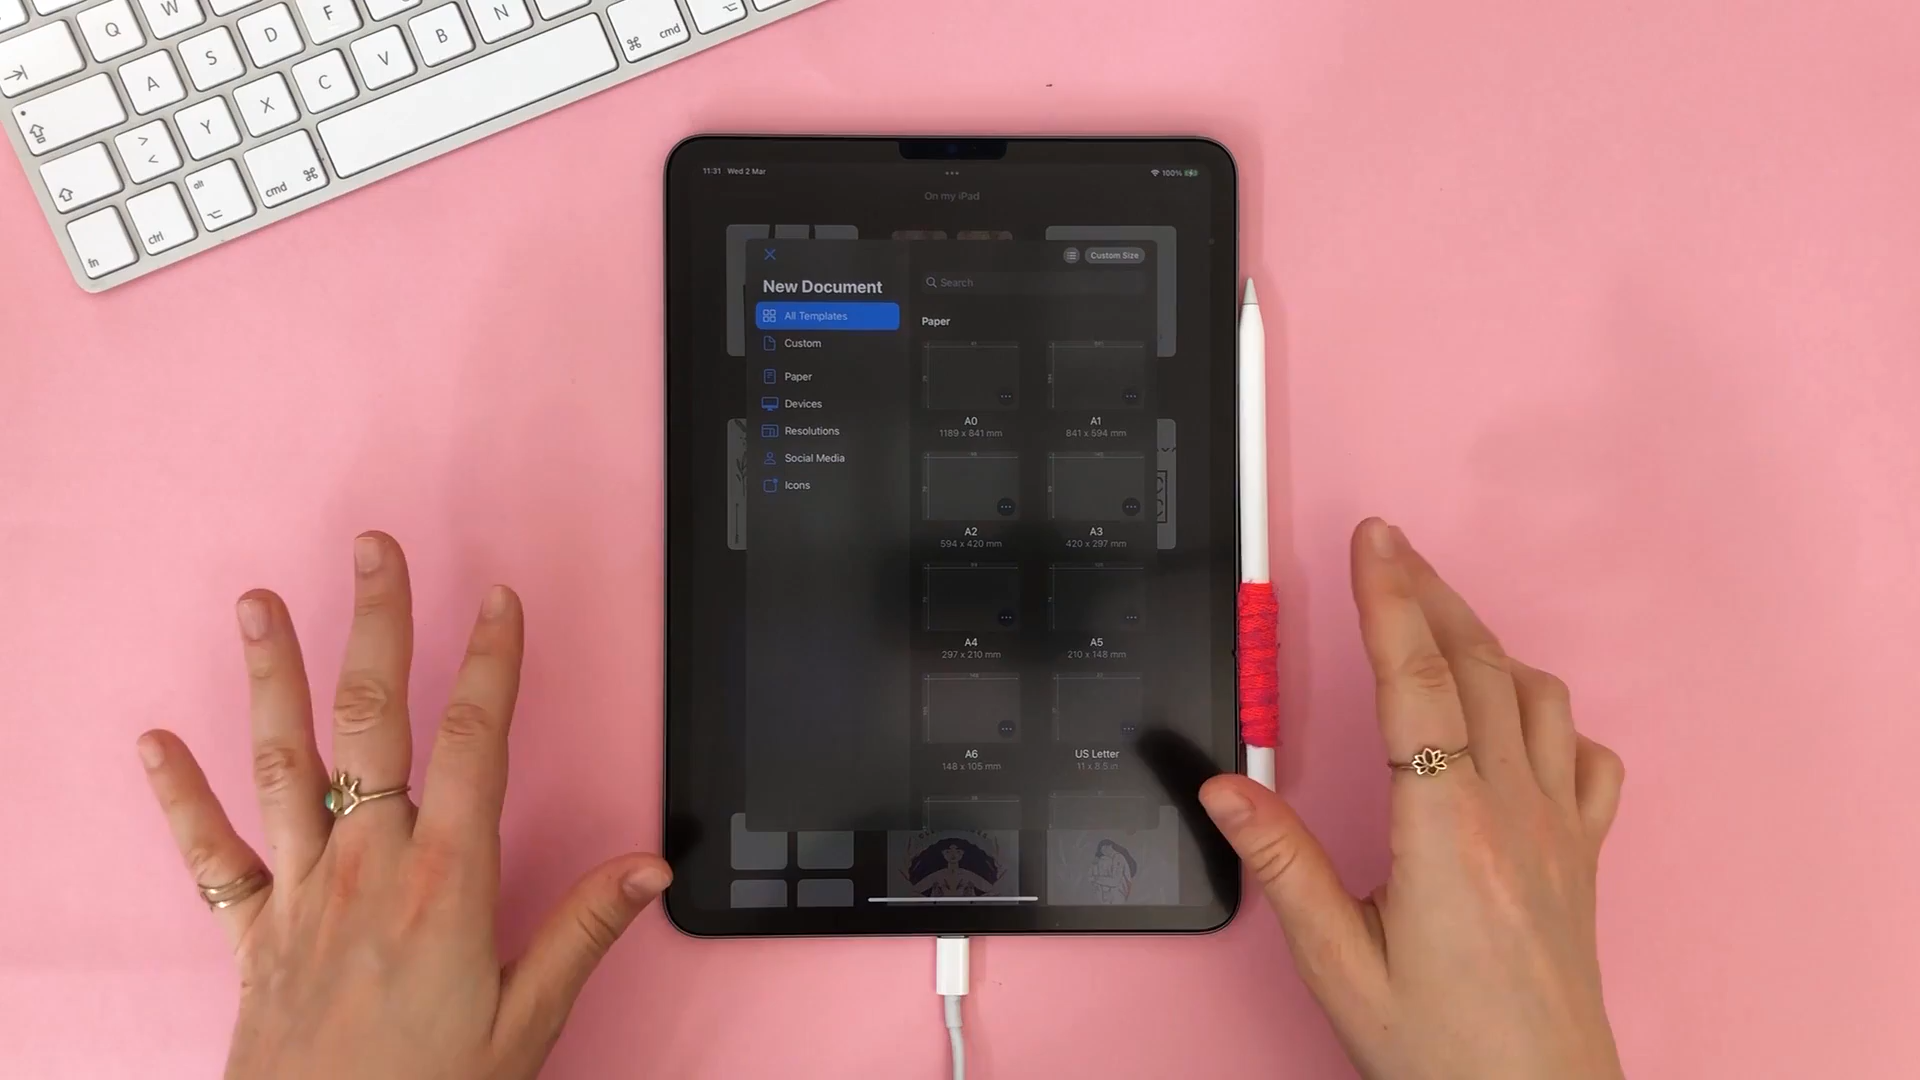 Q W E F N
A S D V B ⌘ cmd ⌥
Y X C
> <
alt ⌥ cmd ⌘
fn ctrl
11:31 Wed 2 Mar
100%
On my iPad
Custom Size
New Document
Search
All Templates
Paper
Custom
Paper
Devices
Resolutions
Social Media
Icons
A0
1189 x 841 mm
A1
841 x 594 mm
A2
594 x 420 mm
A3
420 x 297 mm
A4
297 x 210 mm
A5
210 x 148 mm
A6
148 x 105 mm
US Letter
11 x 8.5 in